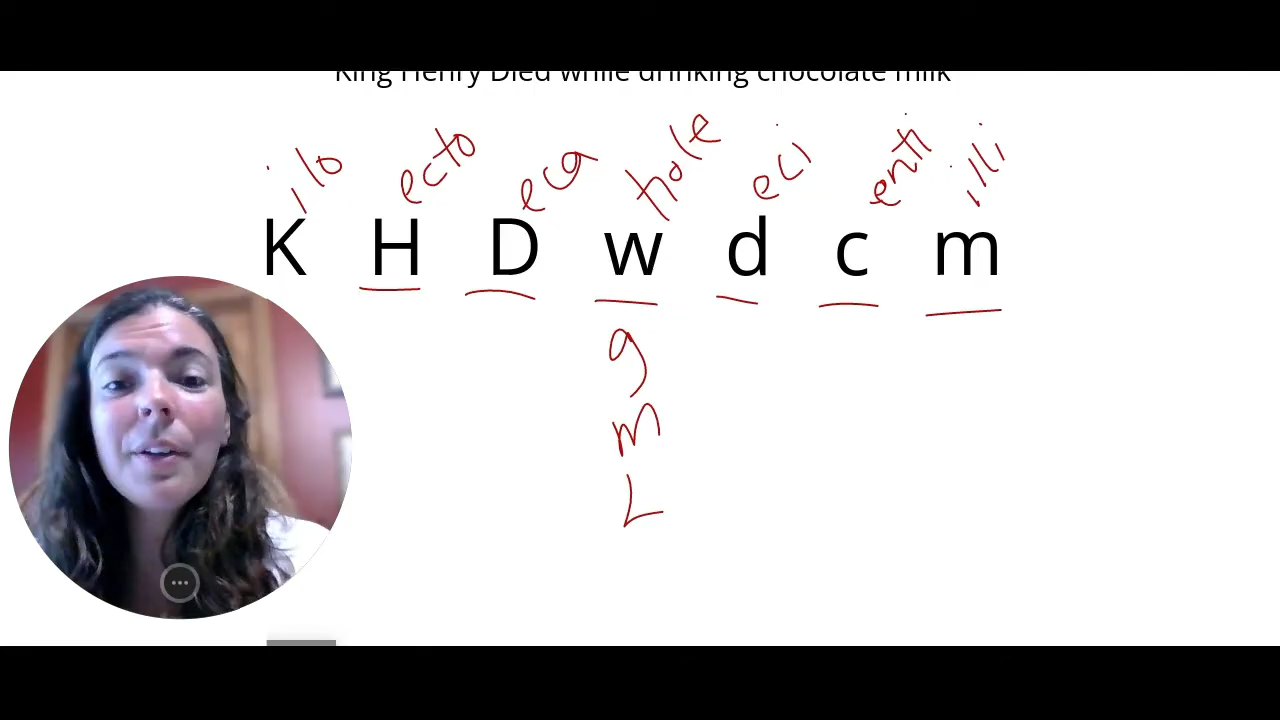 King Henry Died while drinking chocolate milk
ilo ecto eca hole eci enti illi
K H D w d c m
g
m
L